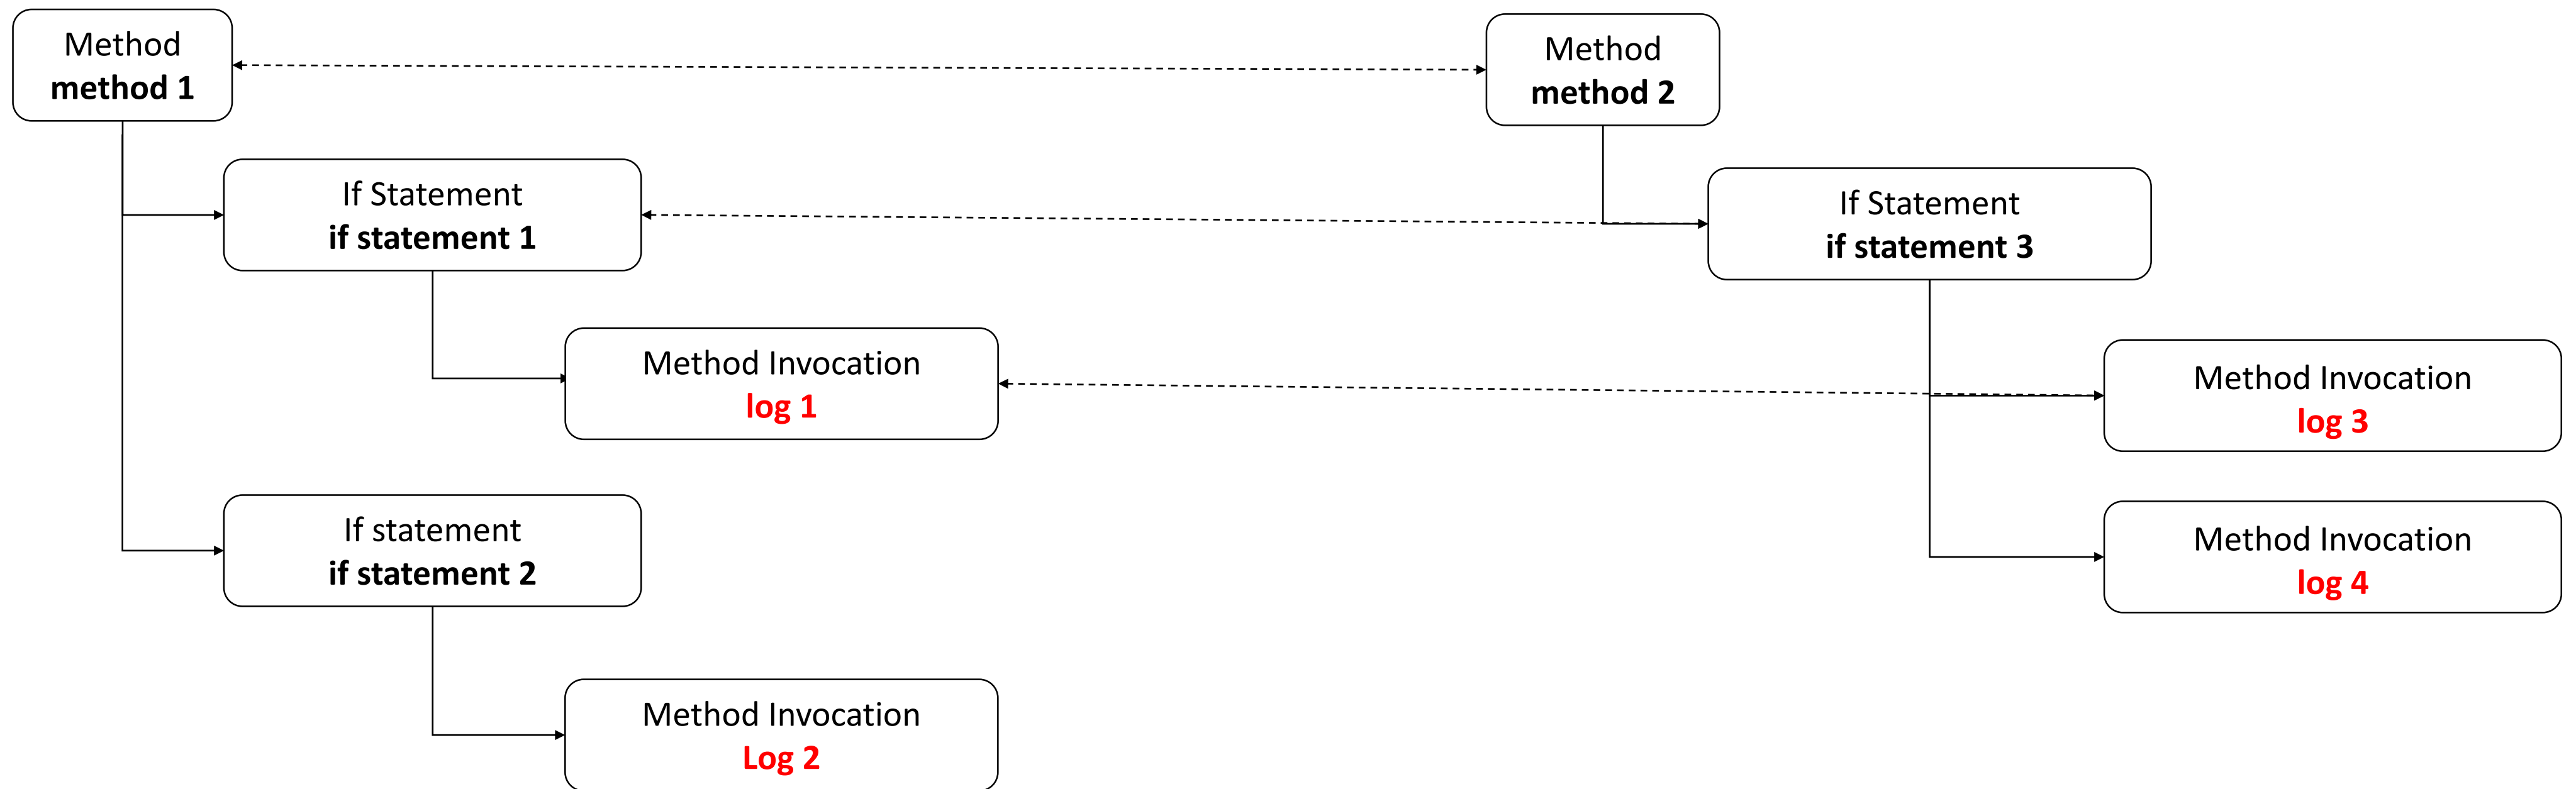 Method
method 1
Method
method 2
If Statement
if statement 1
If Statement
if statement 3
Method Invocation
log 1
Method Invocation
log 3
If statement
if statement 2
Method Invocation
log 4
Method Invocation
Log 2